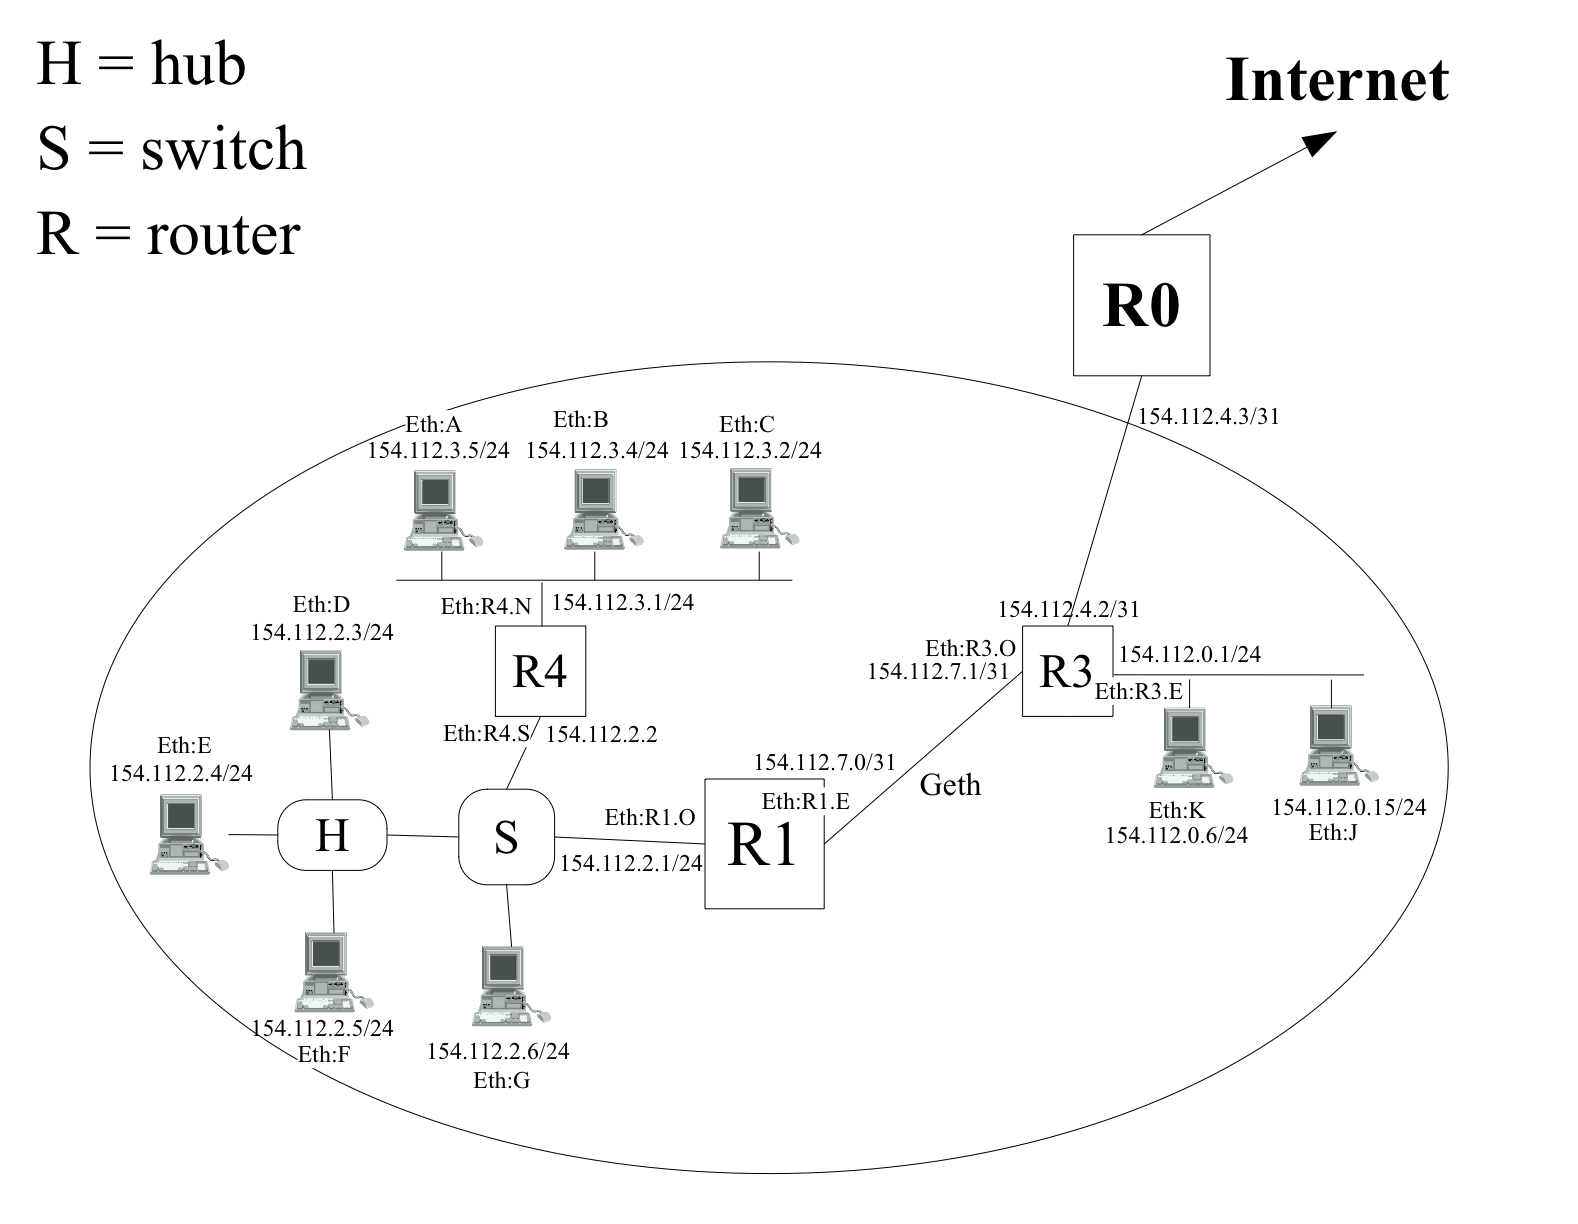 H = hub
S = switch
R = router
Internet
R0
154.112.4.3/31
Eth:A
154.112.3.5/24
Eth:B
154.112.3.4/24
Eth:C
154.112.3.2/24
Eth:R4.N
154.112.3.1/24
Eth:D
154.112.2.3/24
R4
Eth:R4.S
154.112.2.2
154.112.4.2/31
Eth:R3.O
154.112.7.1/31
R3
154.112.0.1/24
Eth:R3.E
Eth:E
154.112.2.4/24
H
S
Eth:R1.O
154.112.2.1/24
154.112.7.0/31
Eth:R1.E
R1
Geth
Eth:K
154.112.0.6/24
154.112.0.15/24
Eth:J
154.112.2.5/24
Eth:F
154.112.2.6/24
Eth:G